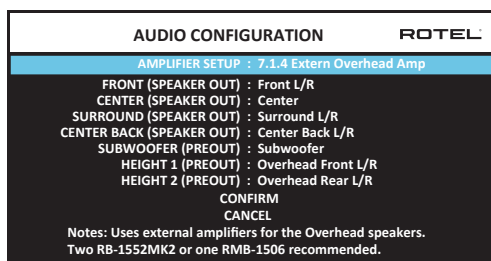 AUDIO CONFIGURATION ROTEL
AMPLIFIER SETUP : 7.1.4 Extern Overhead Amp
FRONT (SPEAKER OUT) : Front L/R
CENTER (SPEAKER OUT) : Center
SURROUND (SPEAKER OUT) : Surround L/R
CENTER BACK (SPEAKER OUT) : Center Back L/R
SUBWOOFER (PREOUT) : Subwoofer
HEIGHT 1 (PREOUT) : Overhead Front L/R
HEIGHT 2 (PREOUT) : Overhead Rear L/R
CONFIRM
CANCEL
Notes: Uses external amplifiers for the Overhead speakers.
Two RB-1552MK2 or one RMB-1506 recommended.